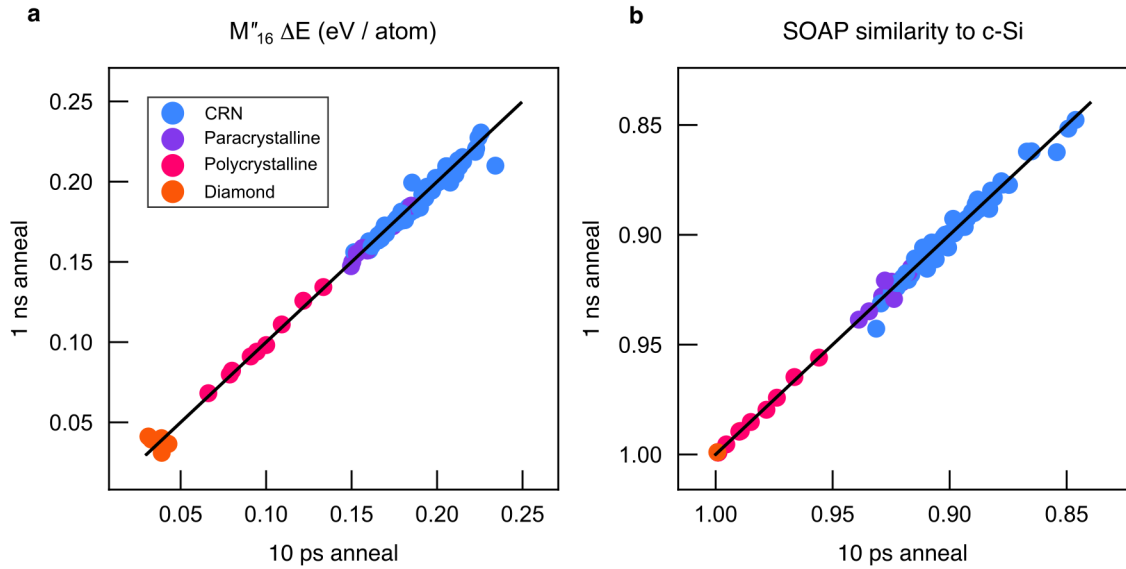 a
M″₁₆ ΔE (eV / atom)
0.25
0.20
0.15
0.10
0.05
1 ns anneal
CRN
Paracrystalline
Polycrystalline
Diamond
0.05 0.10 0.15 0.20 0.25
10 ps anneal
b
SOAP similarity to c-Si
0.85
0.90
0.95
1.00
1 ns anneal
1.00 0.95 0.90 0.85
10 ps anneal